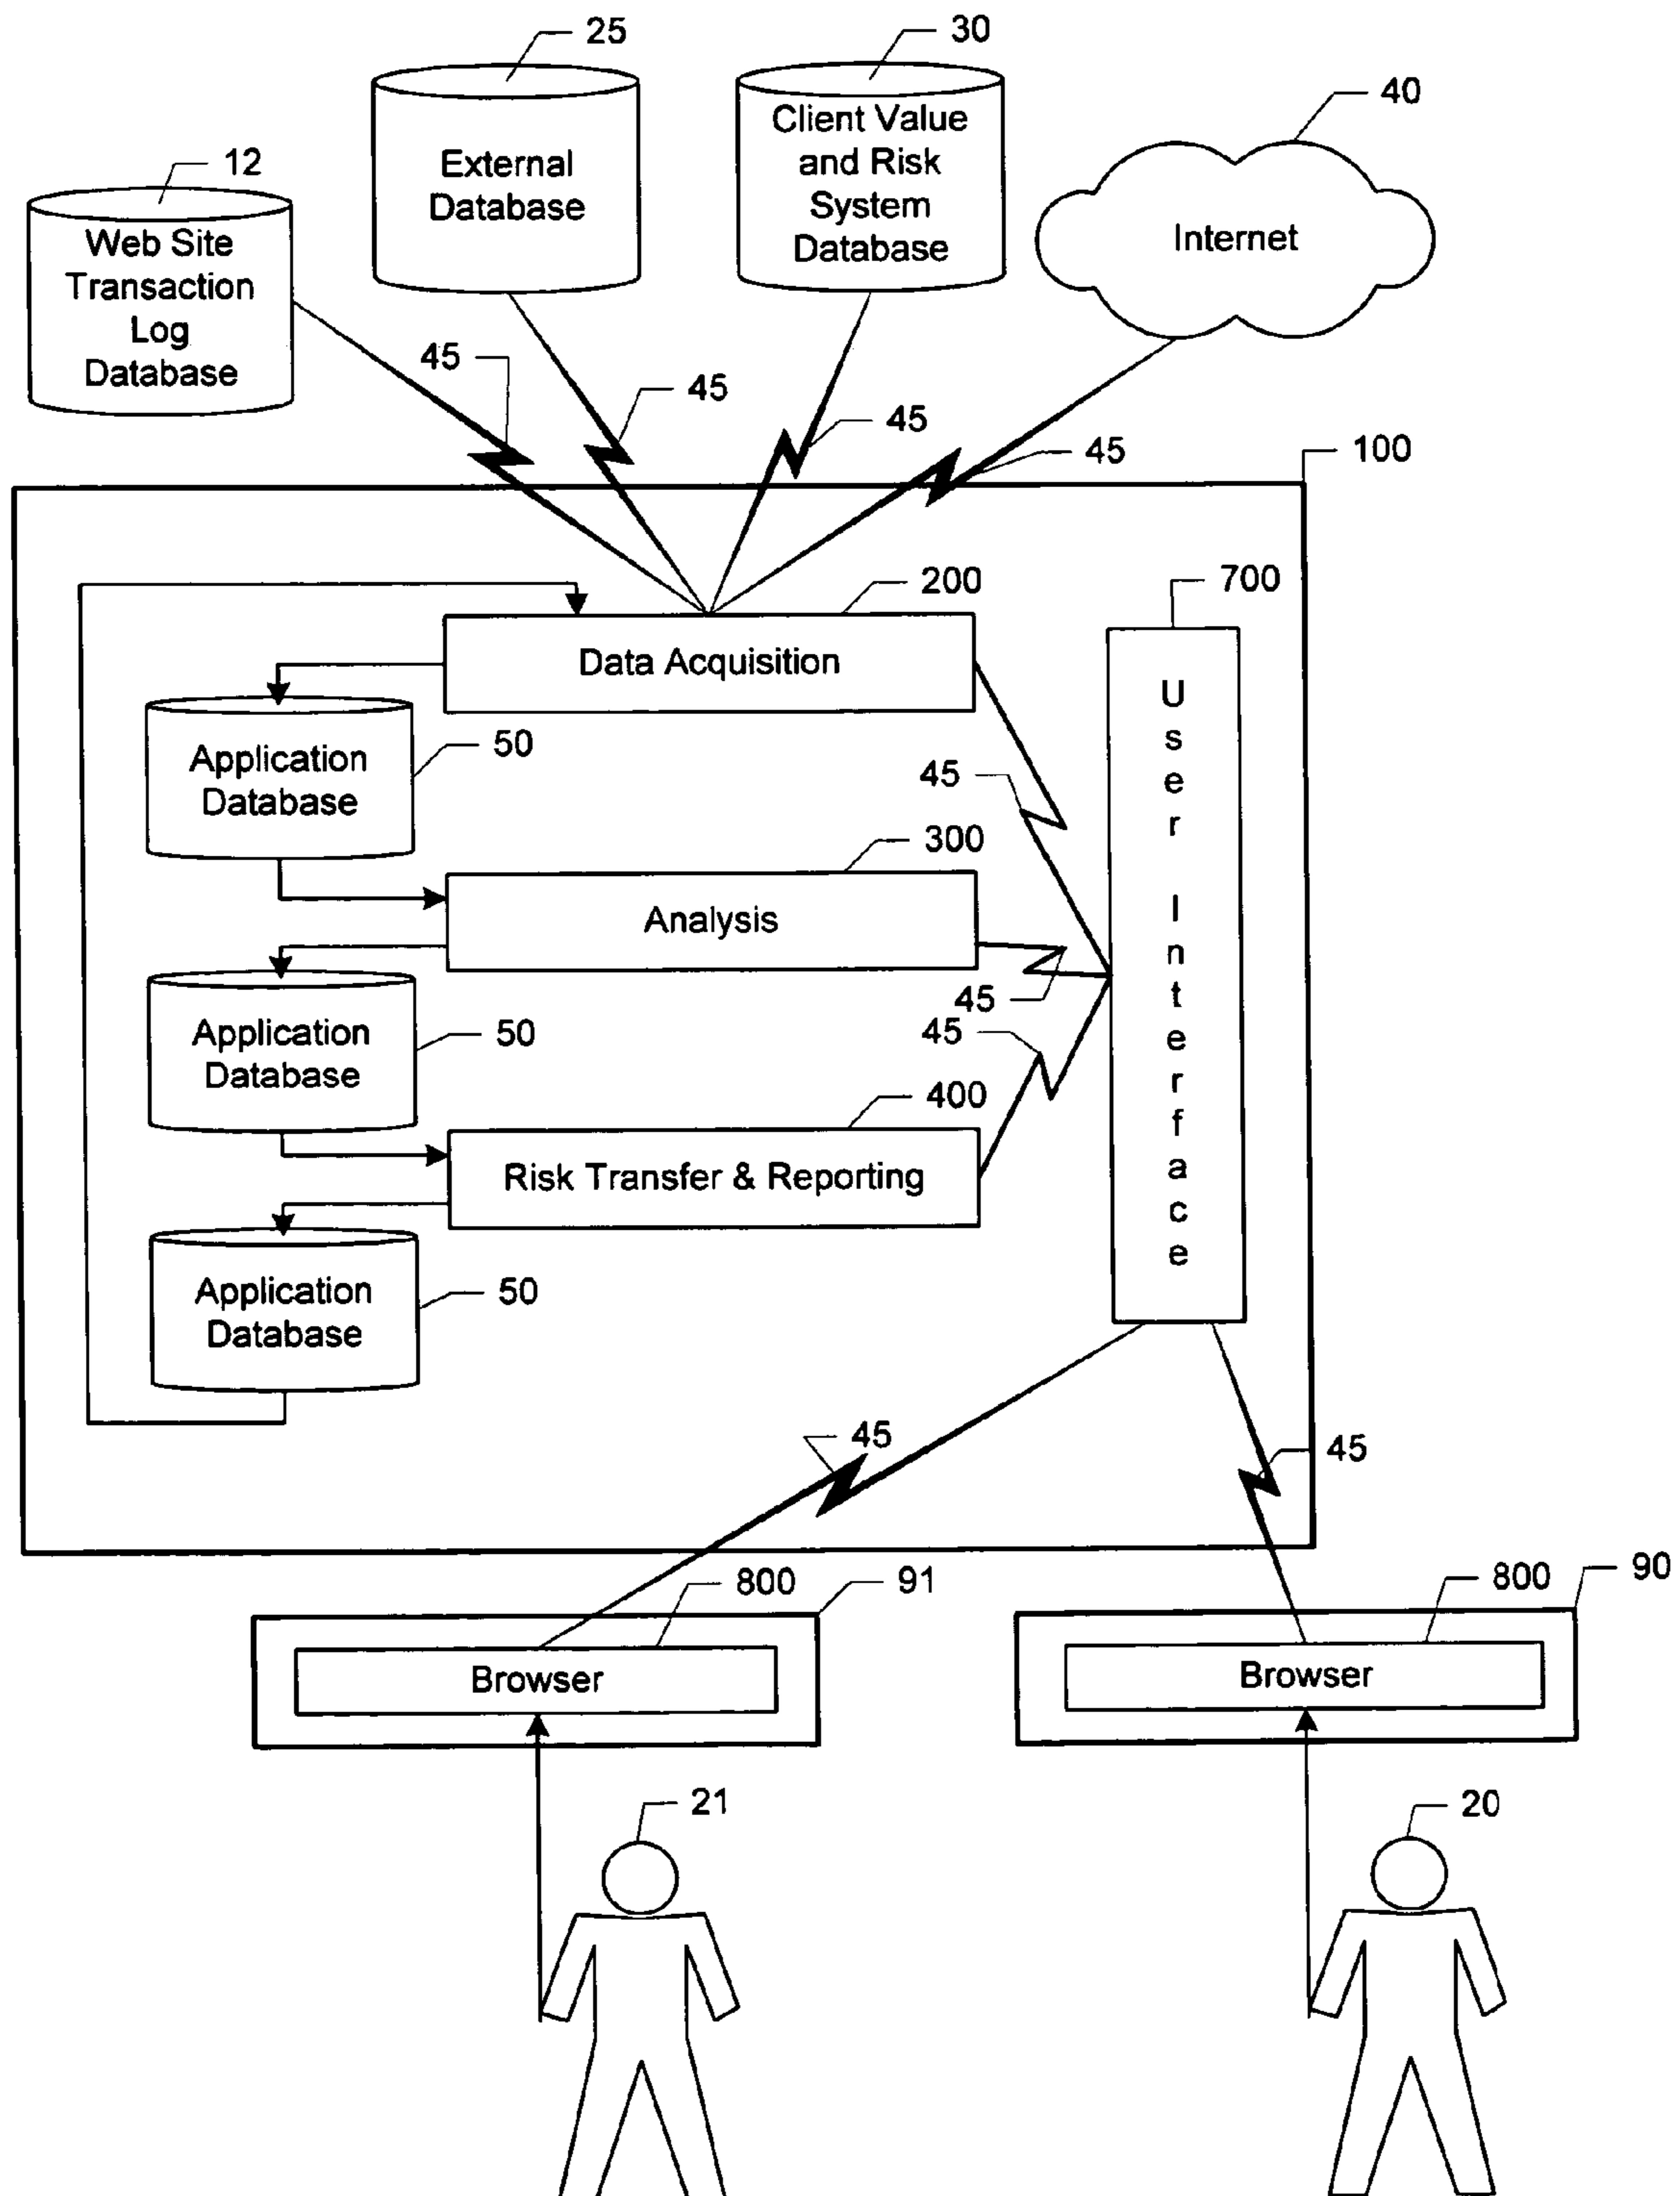 25
30
40
12
External
Database
Client Value
and Risk
System
Database
Internet
Web Site
Transaction
Log
Database
45
45
45
45
100
200
700
Data Acquisition
User Interface
50
Application
Database
45
300
Analysis
45
45
50
Application
Database
400
Risk Transfer & Reporting
50
Application
Database
45
45
800
91
800
90
Browser
Browser
21
20